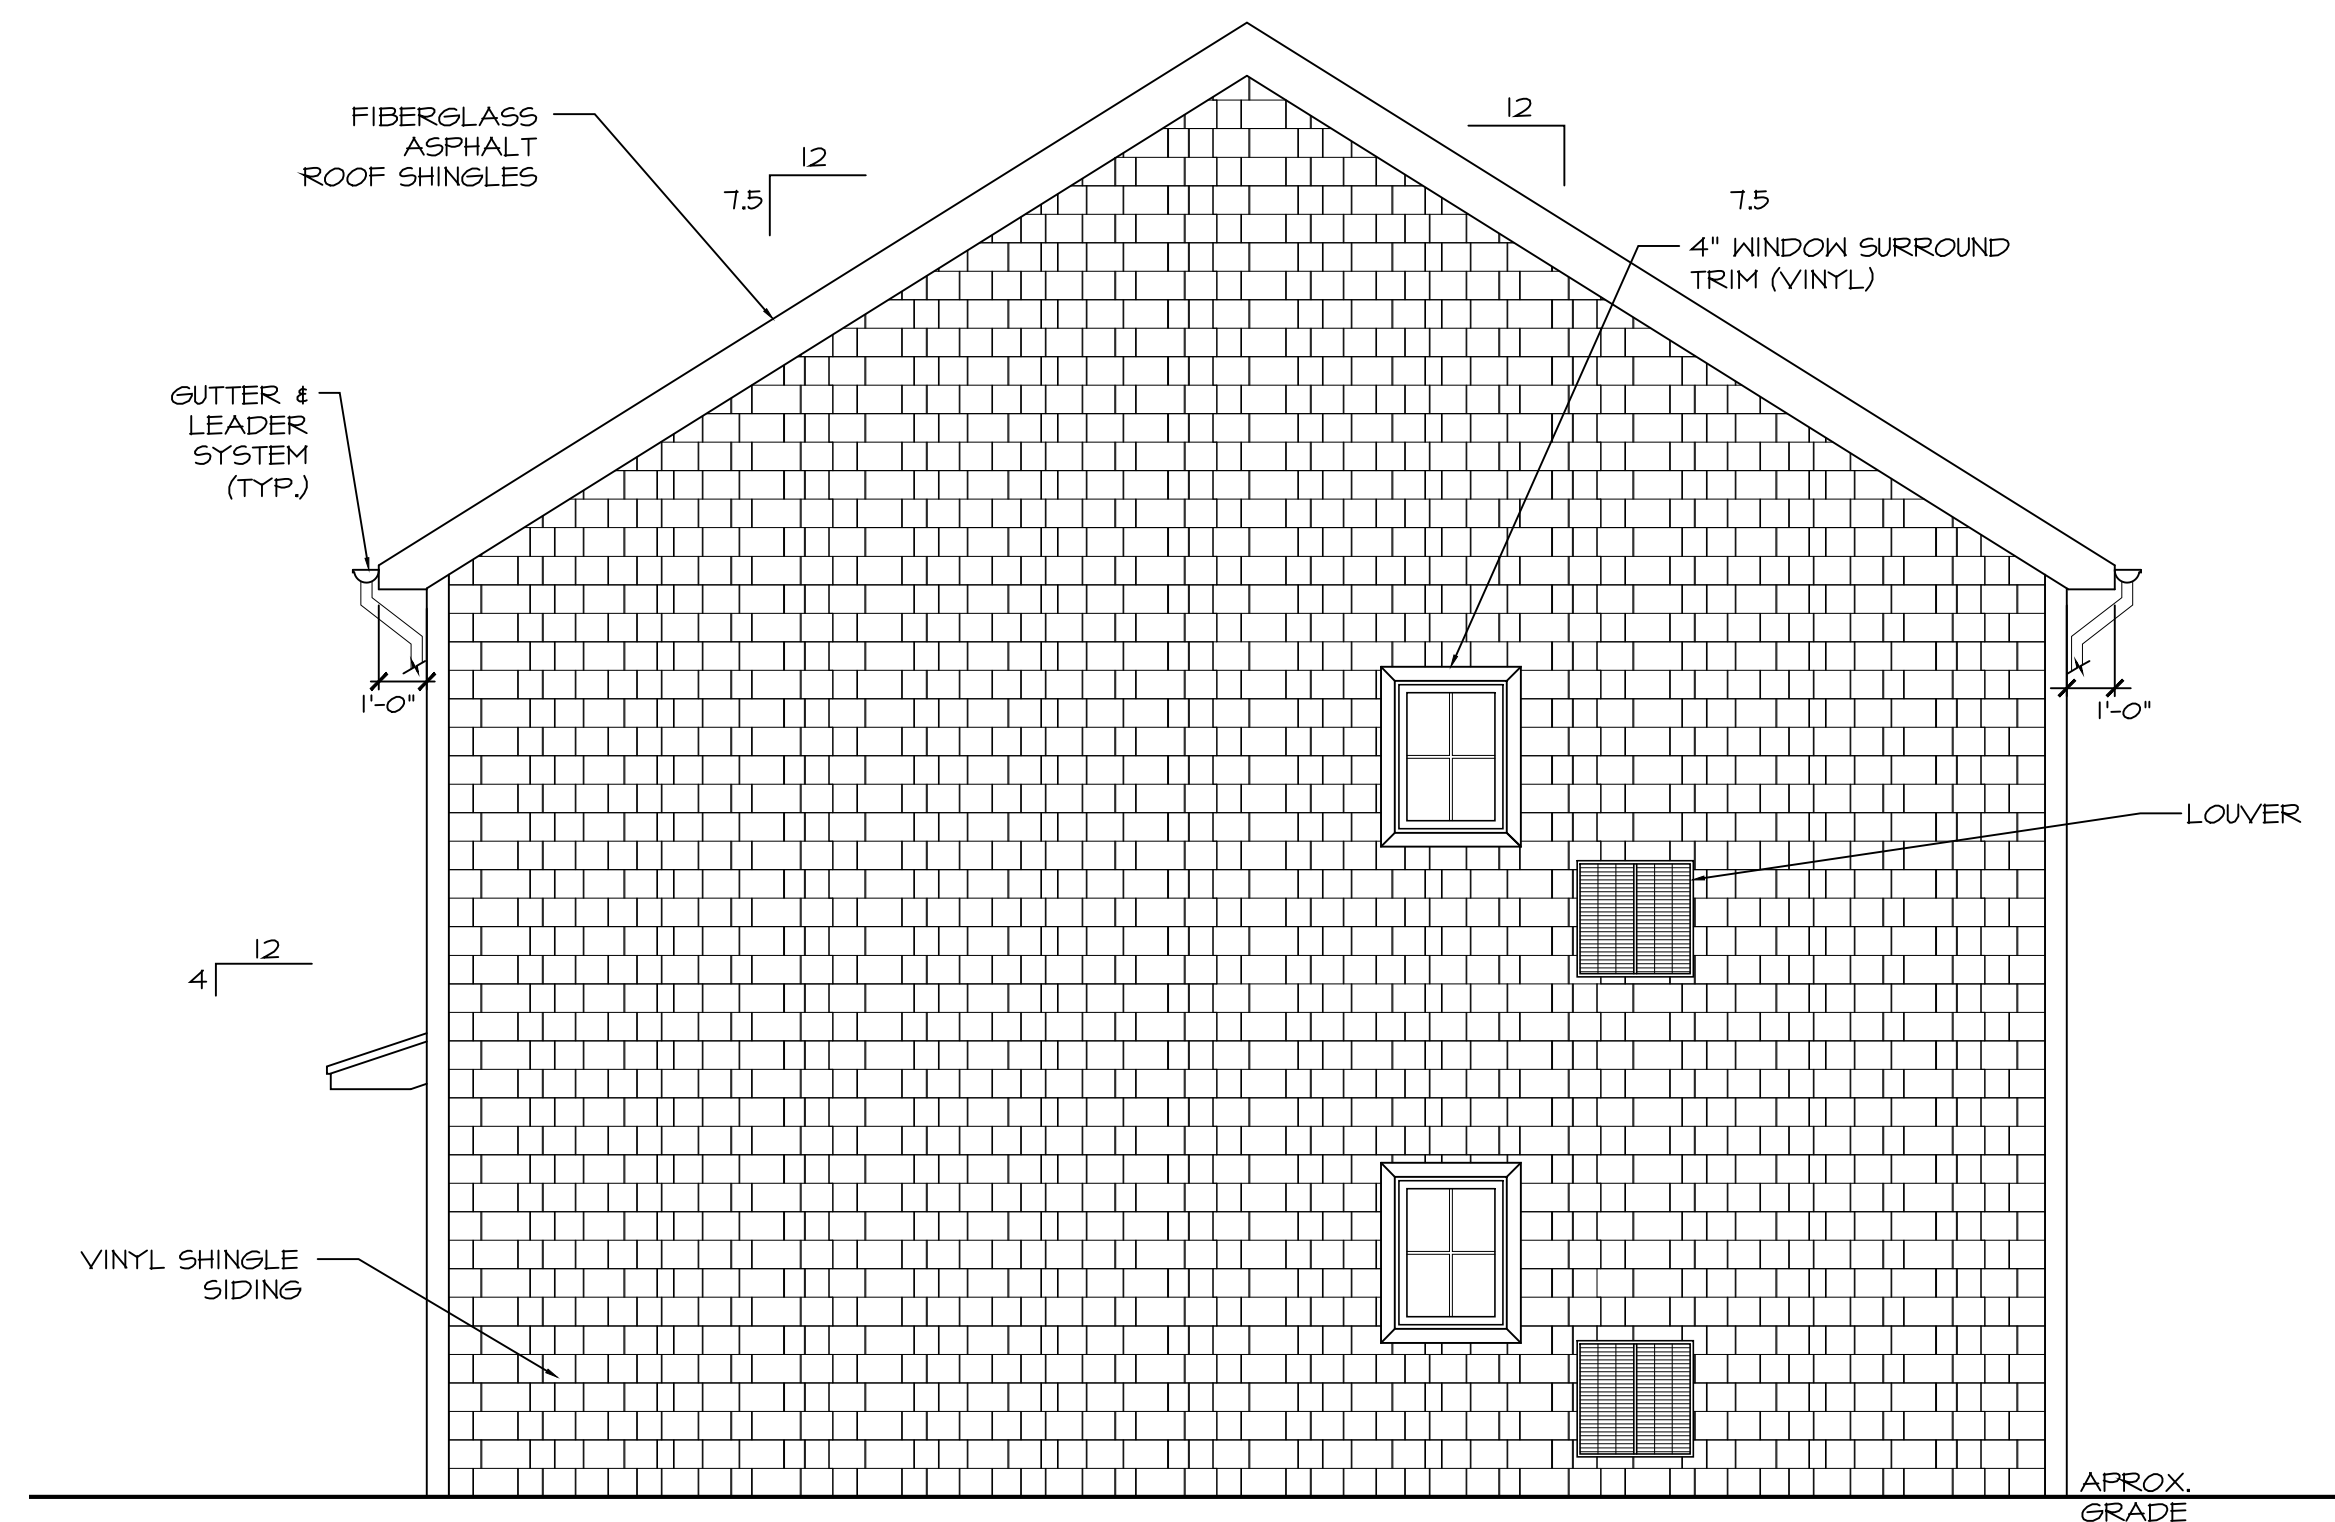 FIBERGLASS
ASPHALT
ROOF SHINGLES
12
7.5
12
7.5
4" WINDOW SURROUND
TRIM (VINYL)
GUTTER &
LEADER
SYSTEM
(TYP.)
1'-0"
1'-0"
LOUVER
12
4
VINYL SHINGLE
SIDING
APROX.
GRADE